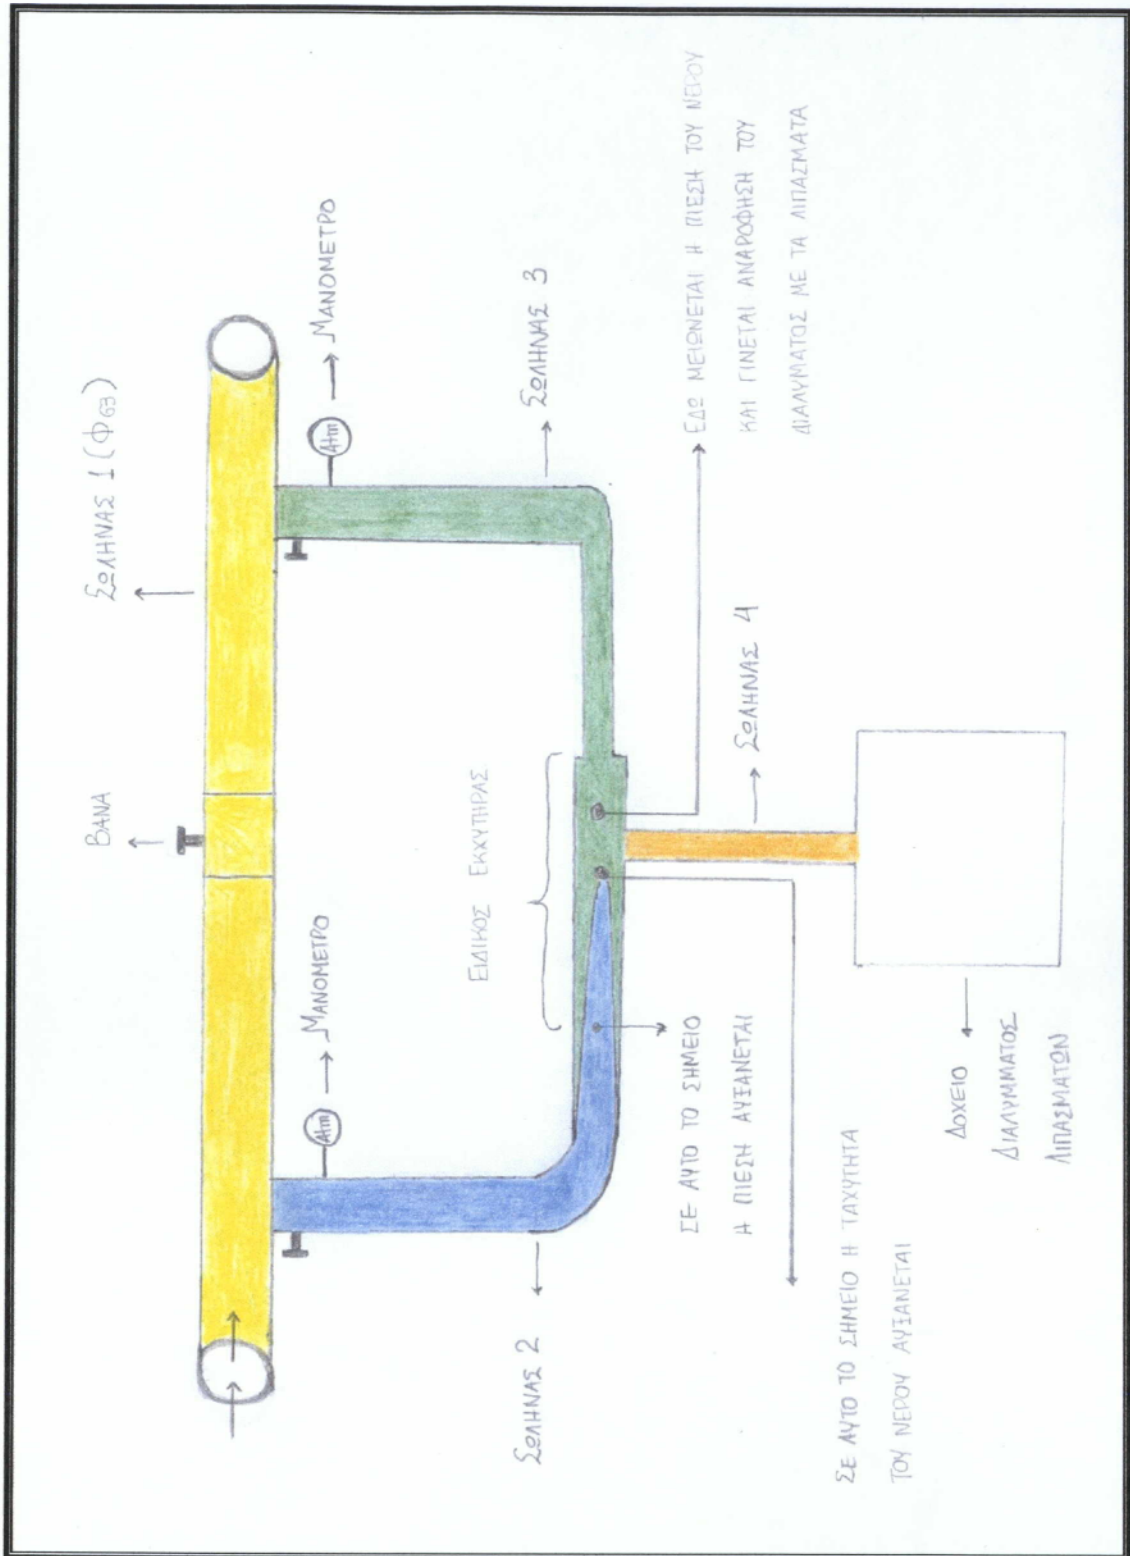 ΣΩΛΗΝΑΣ 1 (Φ63)
ΒΑΝΑ
ΜΑΝΟΜΕΤΡΟ
Atm
ΜΑΝΟΜΕΤΡΟ
Atm
ΕΙΔΙΚΟΣ ΕΚΧΥΤΗΡΑΣ
ΣΩΛΗΝΑΣ 2
ΣΩΛΗΝΑΣ 3
ΣΕ ΑΥΤΟ ΤΟ ΣΗΜΕΙΟ
Η ΠΙΕΣΗ ΑΥΞΑΝΕΤΑΙ
ΕΔΩ ΜΕΙΩΝΕΤΑΙ Η ΠΙΕΣΗ ΤΟΥ ΝΕΡΟΥ
ΚΑΙ ΓΙΝΕΤΑΙ ΑΝΑΡΟΦΗΣΗ ΤΟΥ
ΔΙΑΛΥΜΑΤΟΣ ΜΕ ΤΑ ΛΙΠΑΣΜΑΤΑ
ΣΩΛΗΝΑΣ 4
ΣΕ ΑΥΤΟ ΤΟ ΣΗΜΕΙΟ Η ΤΑΧΥΤΗΤΑ
ΤΟΥ ΝΕΡΟΥ ΑΥΞΑΝΕΤΑΙ
ΔΟΧΕΙΟ
ΔΙΑΛΥΜΜΑΤΟΣ
ΛΙΠΑΣΜΑΤΩΝ